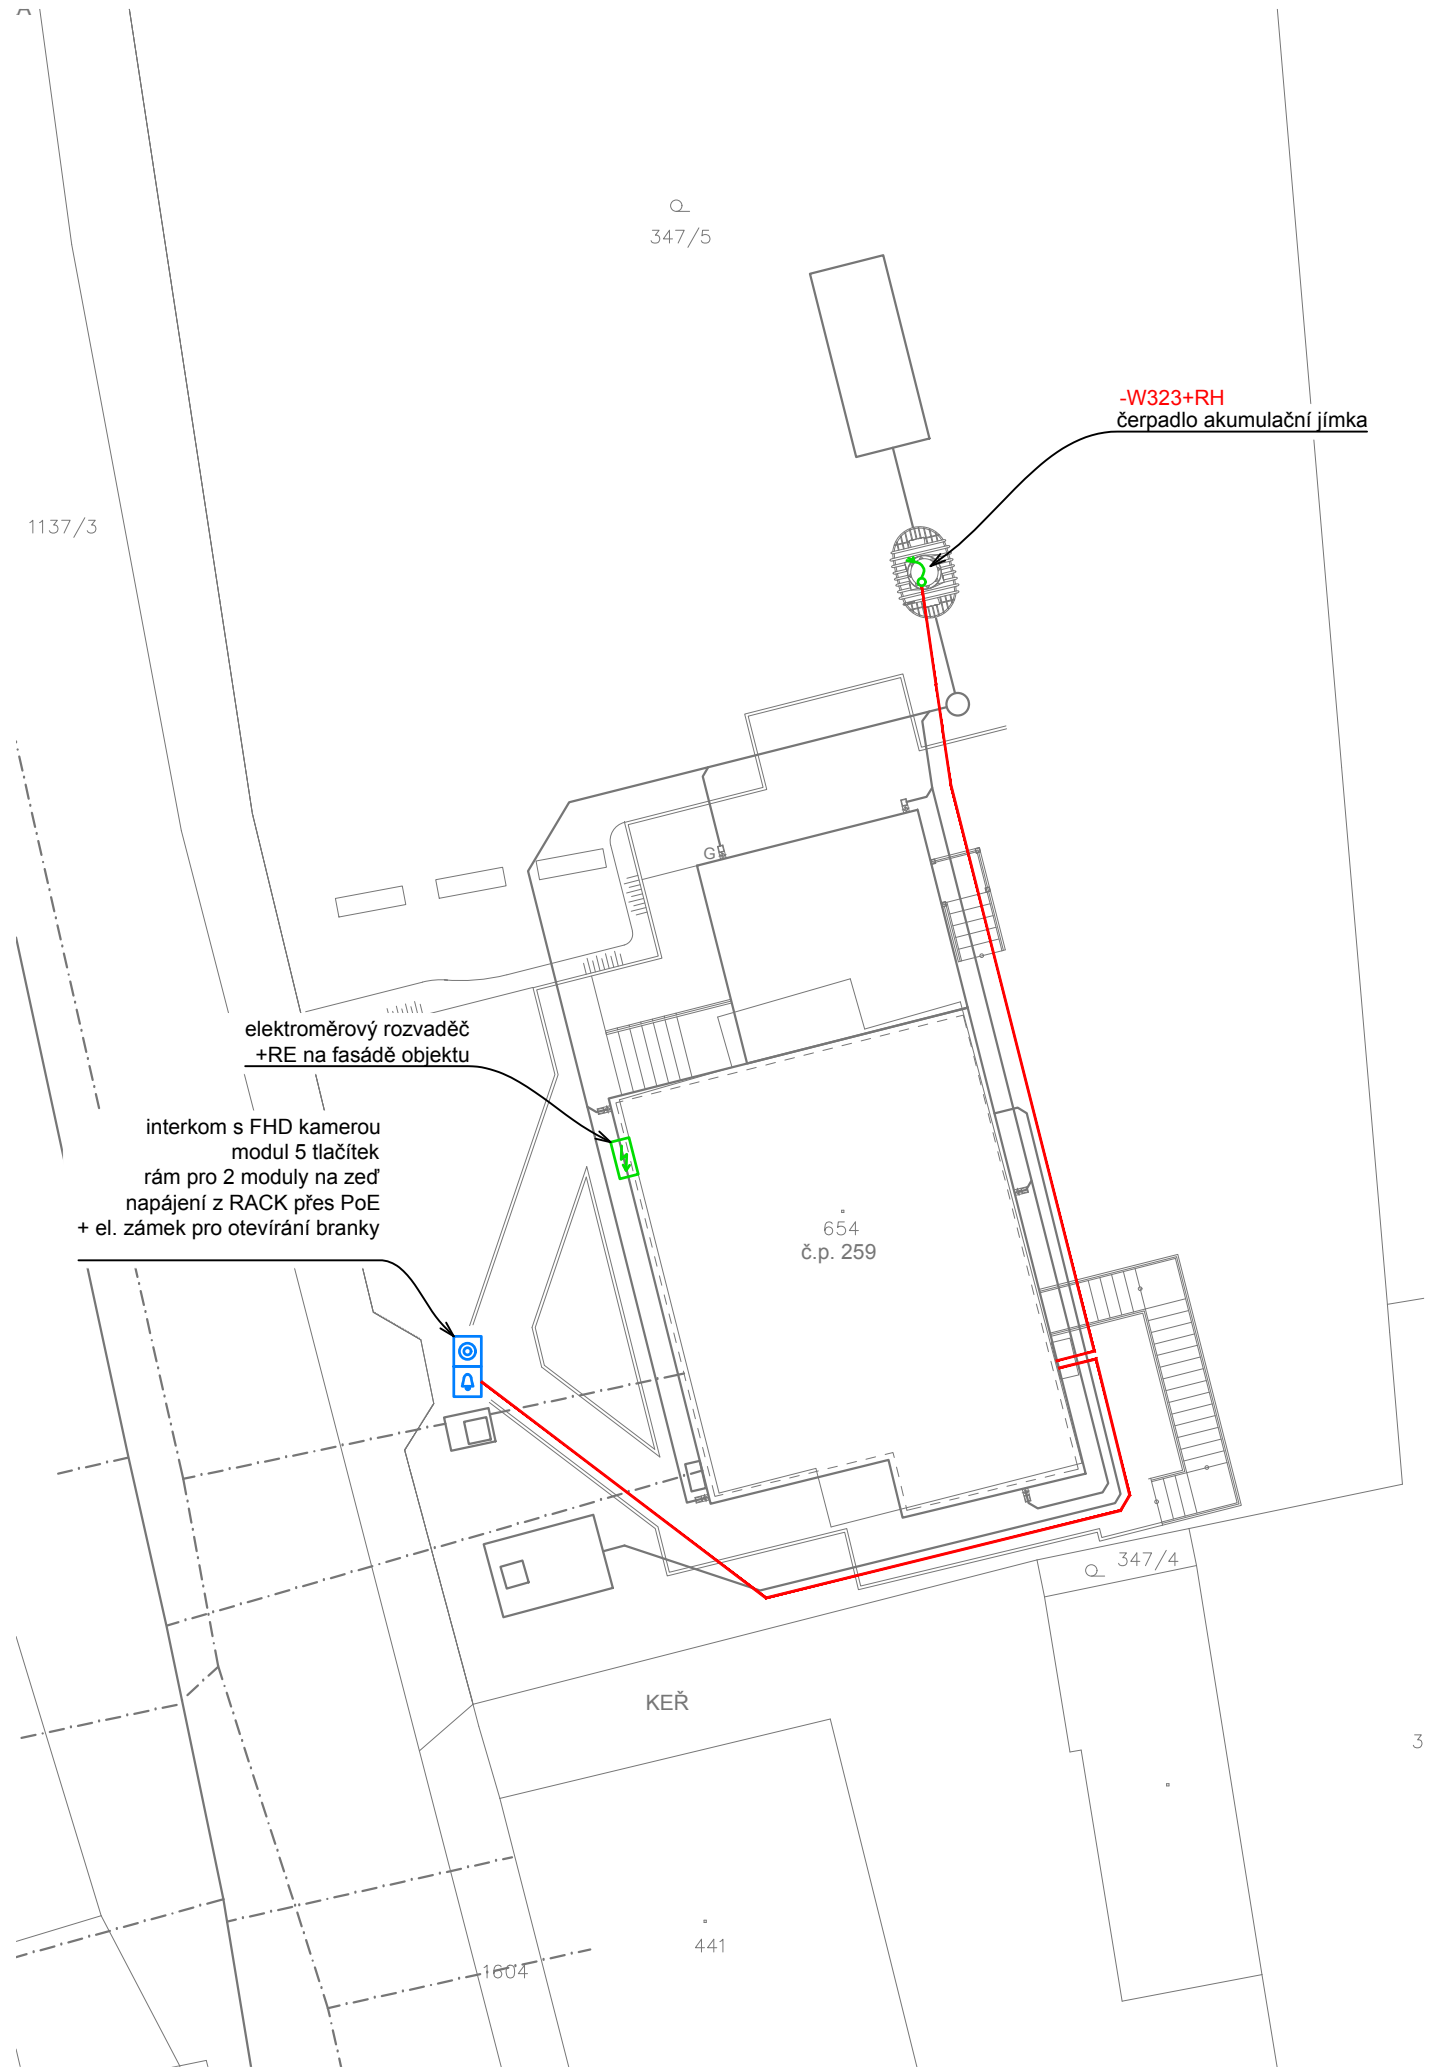 347/5
-W323+RH
čerpadlo akumulační jímka
1137/3
G
elektroměrový rozvaděč
+RE na fasádě objektu
interkom s FHD kamerou
modul 5 tlačítek
rám pro 2 moduly na zeď
napájení z RACK přes PoE
+ el. zámek pro otevírání branky
654
č.p. 259
347/4
KEŘ
3
441
1604